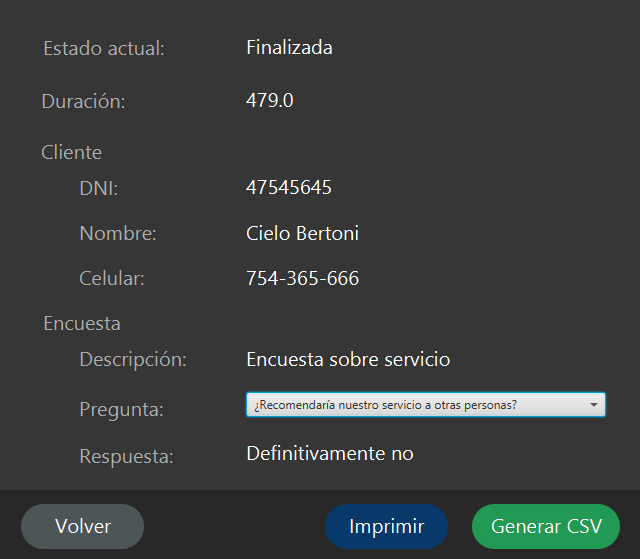 Estado actual: Finalizada
Duración: 479.0
Cliente
DNI: 47545645
Nombre: Cielo Bertoni
Celular: 754-365-666
Encuesta
Descripción: Encuesta sobre servicio
Pregunta: ¿Recomendaría nuestro servicio a otras personas?
Respuesta: Definitivamente no
Volver Imprimir Generar CSV